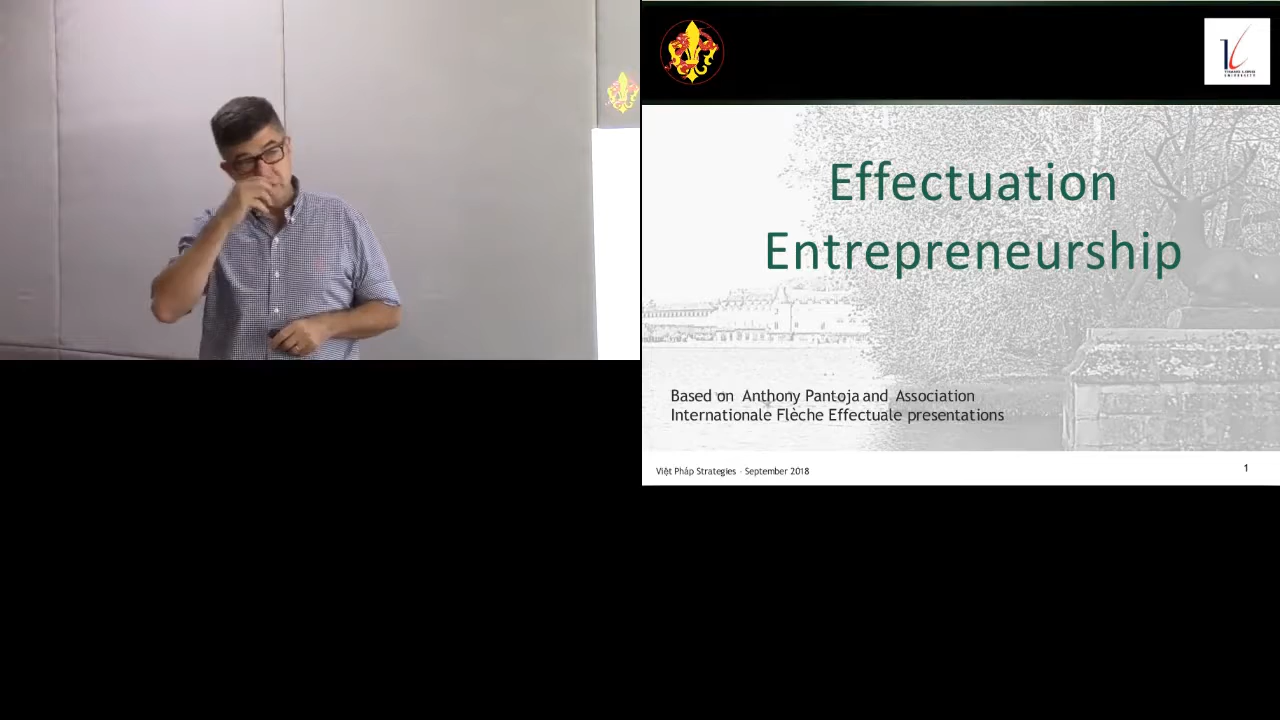 Effectuation
Entrepreneurship
Based on Anthony Pantoja and Association
Internationale Flèche Effectuale presentations
Việt Pháp Strategies - September 2018
1